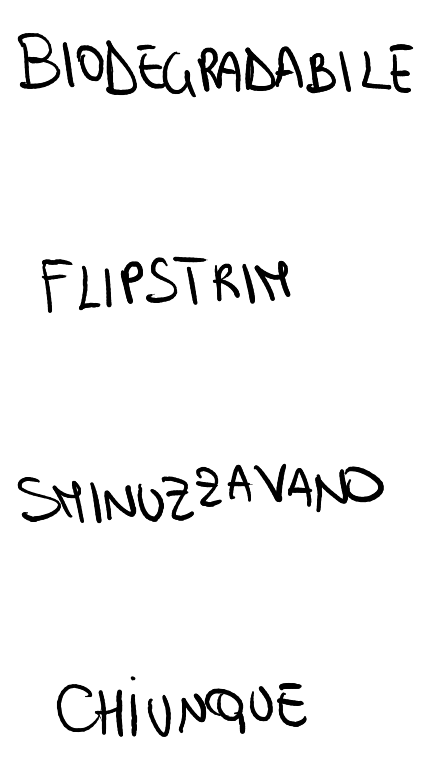 BIODEGRADABILE
FLIPSTRIM
SMINUZZAVANO
CHIUNQUE